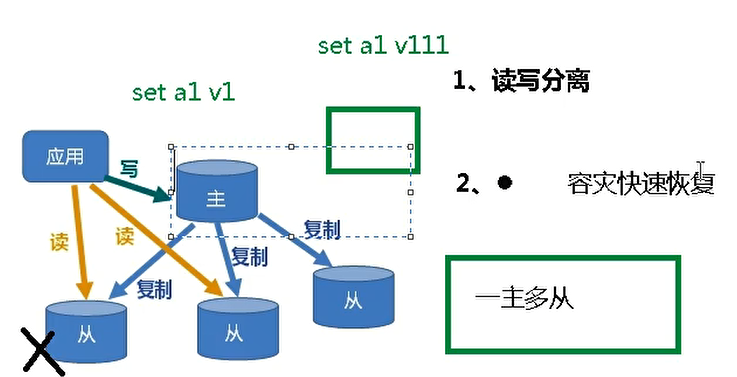 set a1 v111
set a1 v1
1、读写分离
应用
写
主
2、● 容灾快速恢复
读
读
复制
复制
复制
从
从
从
一主多从